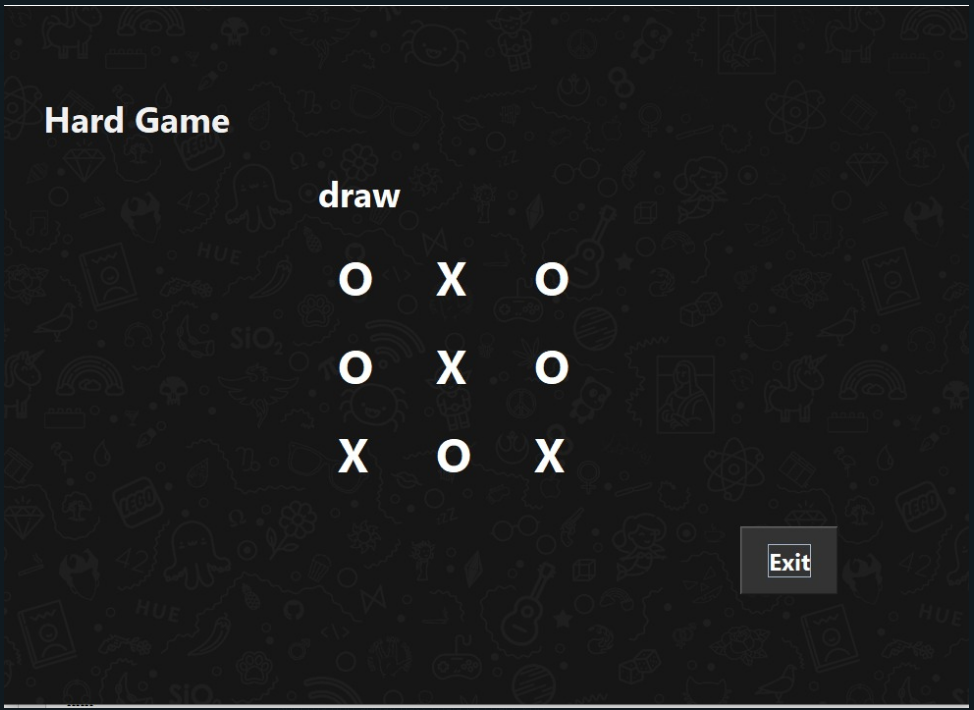 Hard Game
draw
O X O
O X O
X O X
Exit